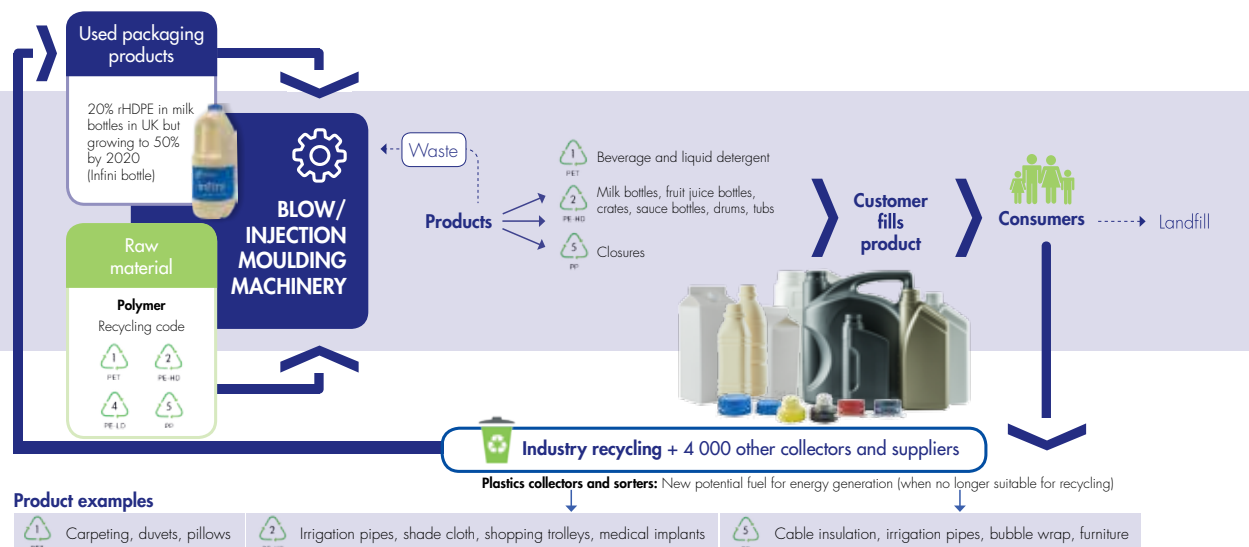 Used packaging
products
20% rHDPE in milk
bottles in UK but
growing to 50%
by 2020
(Infini bottle)
infini
BLOW/
INJECTION
MOULDING
MACHINERY
Raw
material
Polymer
Recycling code
1
PET
2
PE-HD
4
PE-LD
5
PP
Waste
Products
1
PET
Beverage and liquid detergent
2
PE-HD
Milk bottles, fruit juice bottles,
crates, sauce bottles, drums, tubs
5
PP
Closures
Customer
fills
product
Consumers
Landfill
Industry recycling + 4 000 other collectors and suppliers
Plastics collectors and sorters: New potential fuel for energy generation (when no longer suitable for recycling)
Product examples
1
Carpeting, duvets, pillows
2
Irrigation pipes, shade cloth, shopping trolleys, medical implants
5
Cable insulation, irrigation pipes, bubble wrap, furniture